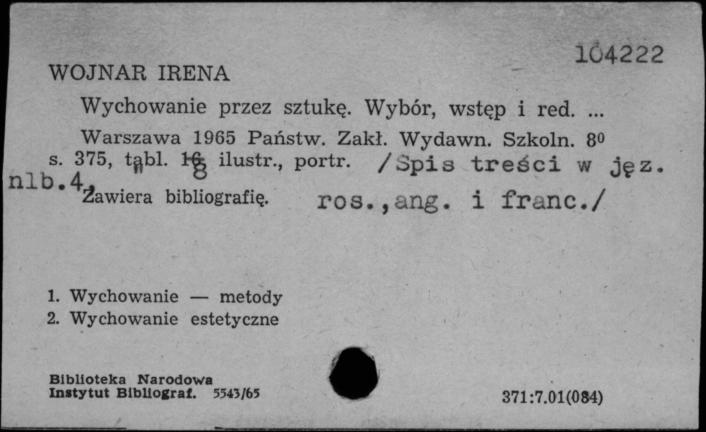 104222
WOJNAR IRENA
Wychowanie przez sztukę. Wybór, wstęp i red. ...
Warszawa 1965 Państw. Zakł. Wydawn. Szkoln. 8⁰
s. 375, tabl. 8 ilustr., portr. /Spis treści w jęz.
nlb.4,
Zawiera bibliografię. ros.,ang. i franc./
1. Wychowanie — metody
2. Wychowanie estetyczne
Biblioteka Narodowa
Instytut Bibliograf. 5543/65
371:7.01(084)